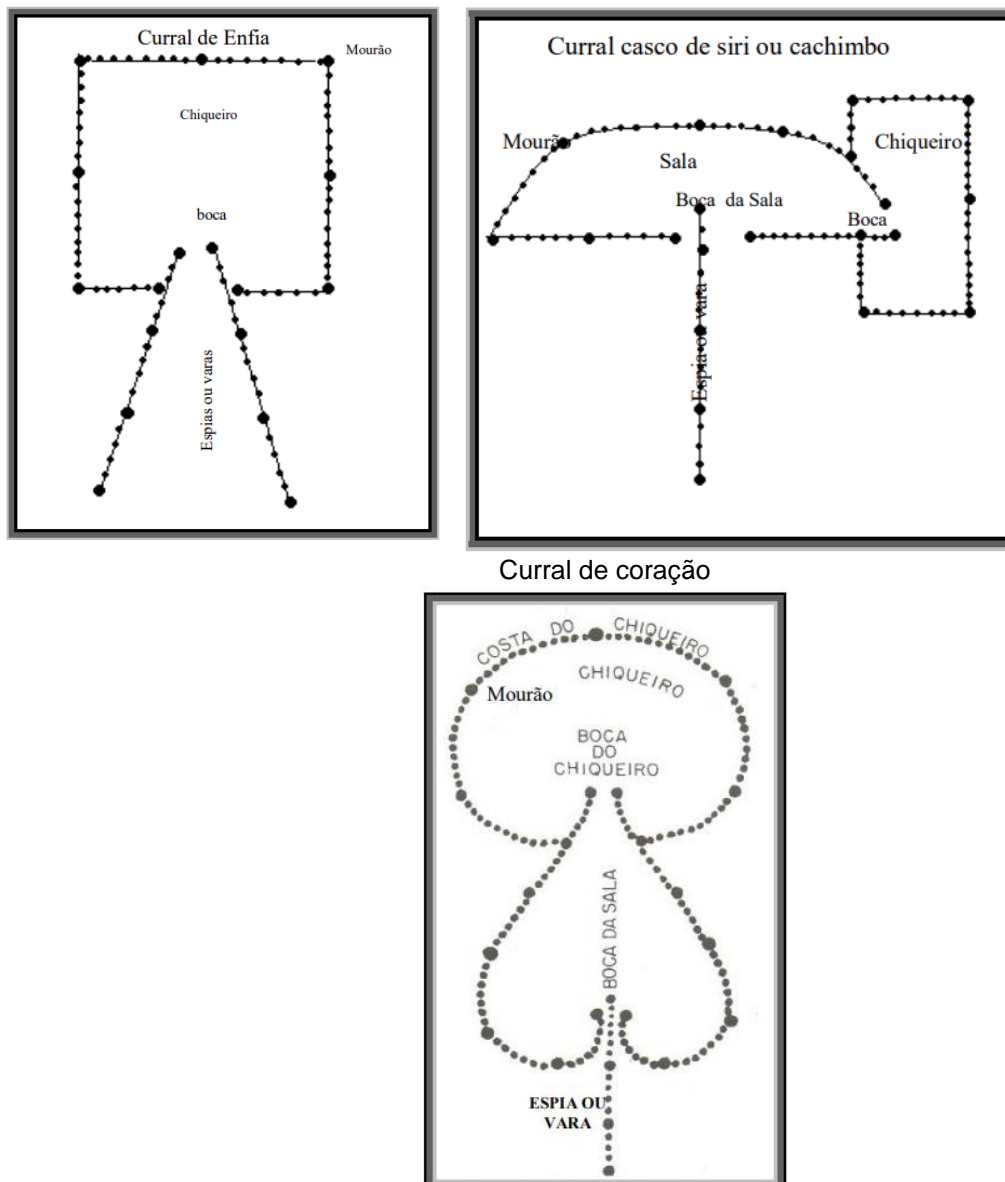 Curral de Enfia
Mourão
Chiqueiro
boca
Espias ou varas
Curral casco de siri ou cachimbo
Mourão
Chiqueiro
Sala
Boca da Sala
Boca
Espia ou vara
Curral de coração
COSTA DO CHIQUEIRO
CHIQUEIRO
Mourão
BOCA
DO
CHIQUEIRO
BOCA DA SALA
ESPIA OU
VARA